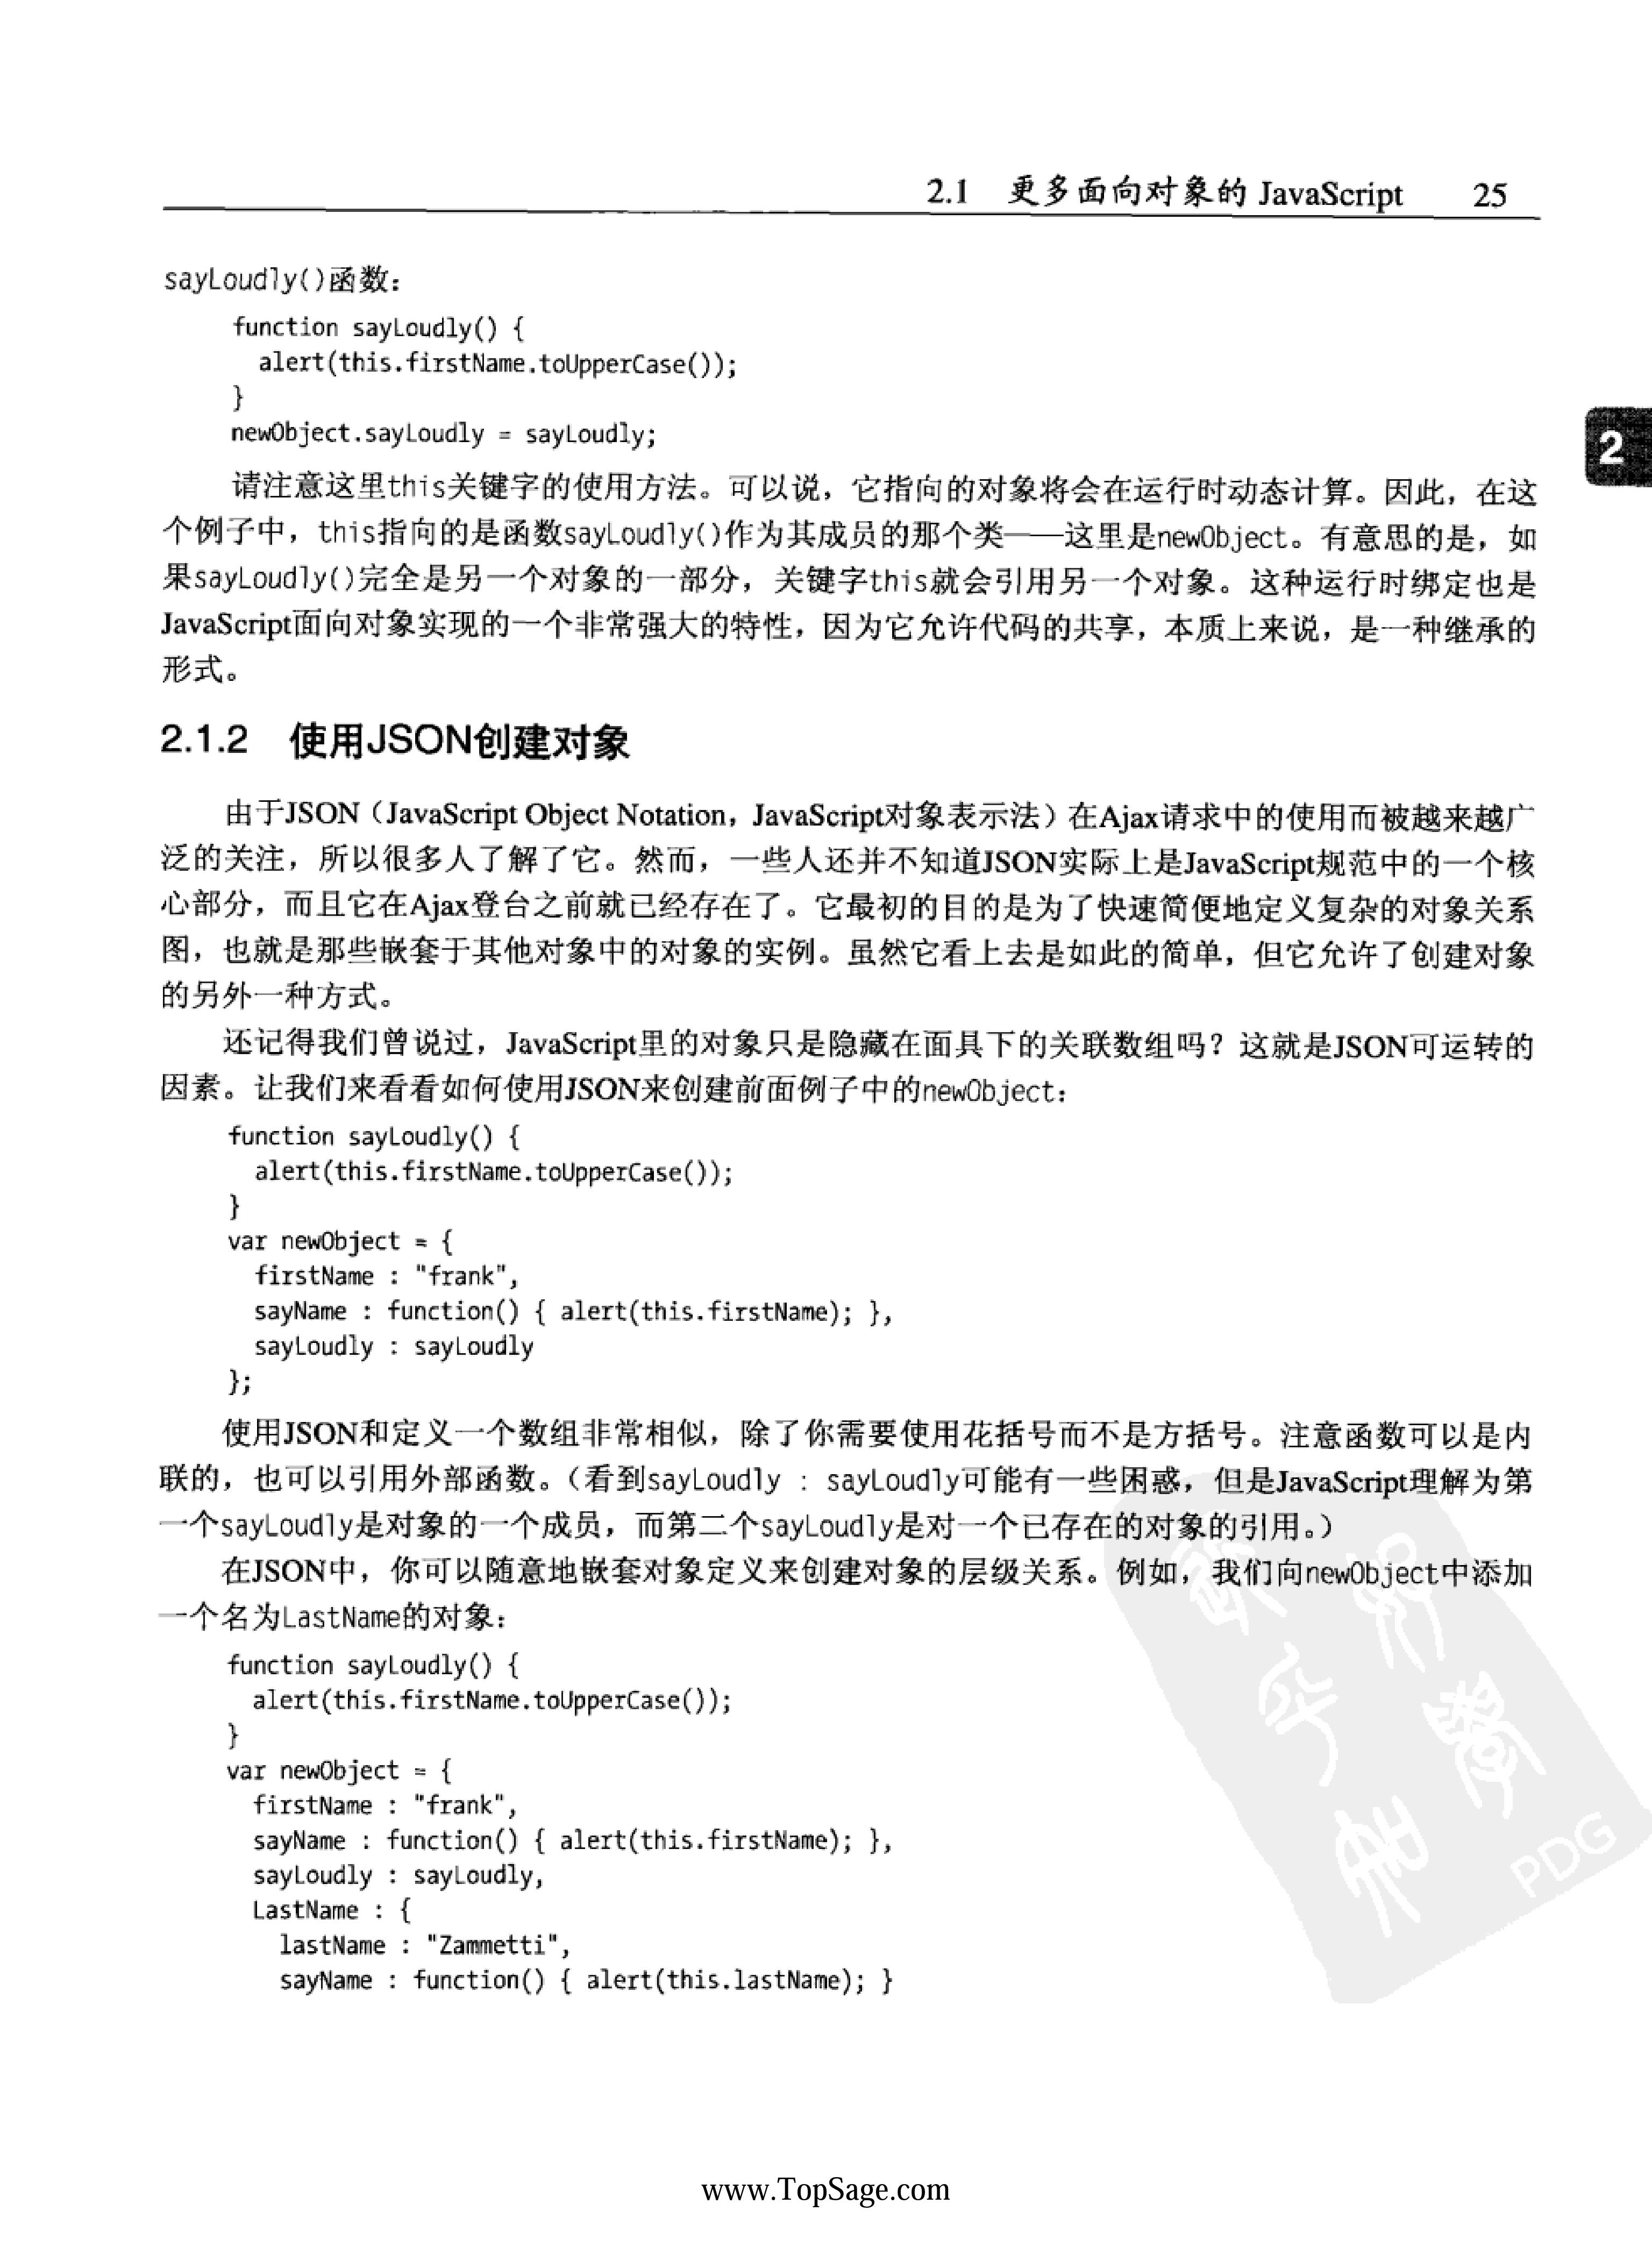 2.1 更多面向对象的 JavaScript 25
sayLoudly()函数：
function sayLoudly() {
  alert(this.firstName.toUpperCase());
}
newObject.sayLoudly = sayLoudly;
2
请注意这里this关键字的使用方法。可以说，它指向的对象将会在运行时动态计算。因此，在这
个例子中，this指向的是函数sayLoudly()作为其成员的那个类——这里是newObject。有意思的是，如
果sayLoudly()完全是另一个对象的一部分，关键字this就会引用另一个对象。这种运行时绑定也是
JavaScript面向对象实现的一个非常强大的特性，因为它允许代码的共享，本质上来说，是一种继承的
形式。
2.1.2 使用JSON创建对象
由于JSON（JavaScript Object Notation，JavaScript对象表示法）在Ajax请求中的使用而被越来越广
泛的关注，所以很多人了解了它。然而，一些人还并不知道JSON实际上是JavaScript规范中的一个核
心部分，而且它在Ajax登台之前就已经存在了。它最初的目的是为了快速简便地定义复杂的对象关系
图，也就是那些嵌套于其他对象中的对象的实例。虽然它看上去是如此的简单，但它允许了创建对象
的另外一种方式。
还记得我们曾说过，JavaScript里的对象只是隐藏在面具下的关联数组吗？这就是JSON可运转的
因素。让我们来看看如何使用JSON来创建前面例子中的newObject：
function sayLoudly() {
  alert(this.firstName.toUpperCase());
}
var newObject = {
  firstName : "frank",
  sayName : function() { alert(this.firstName); },
  sayLoudly : sayLoudly
};
使用JSON和定义一个数组非常相似，除了你需要使用花括号而不是方括号。注意函数可以是内
联的，也可以引用外部函数。（看到sayLoudly : sayLoudly可能有一些困惑，但是JavaScript理解为第
一个sayLoudly是对象的一个成员，而第二个sayLoudly是对一个已存在的对象的引用。）
在JSON中，你可以随意地嵌套对象定义来创建对象的层级关系。例如，我们向newObject中添加
一个名为LastName的对象：
function sayLoudly() {
  alert(this.firstName.toUpperCase());
}
var newObject = {
  firstName : "frank",
  sayName : function() { alert(this.firstName); },
  sayLoudly : sayLoudly,
  LastName : {
    lastName : "Zammetti",
    sayName : function() { alert(this.lastName); }
PDG
www.TopSage.com